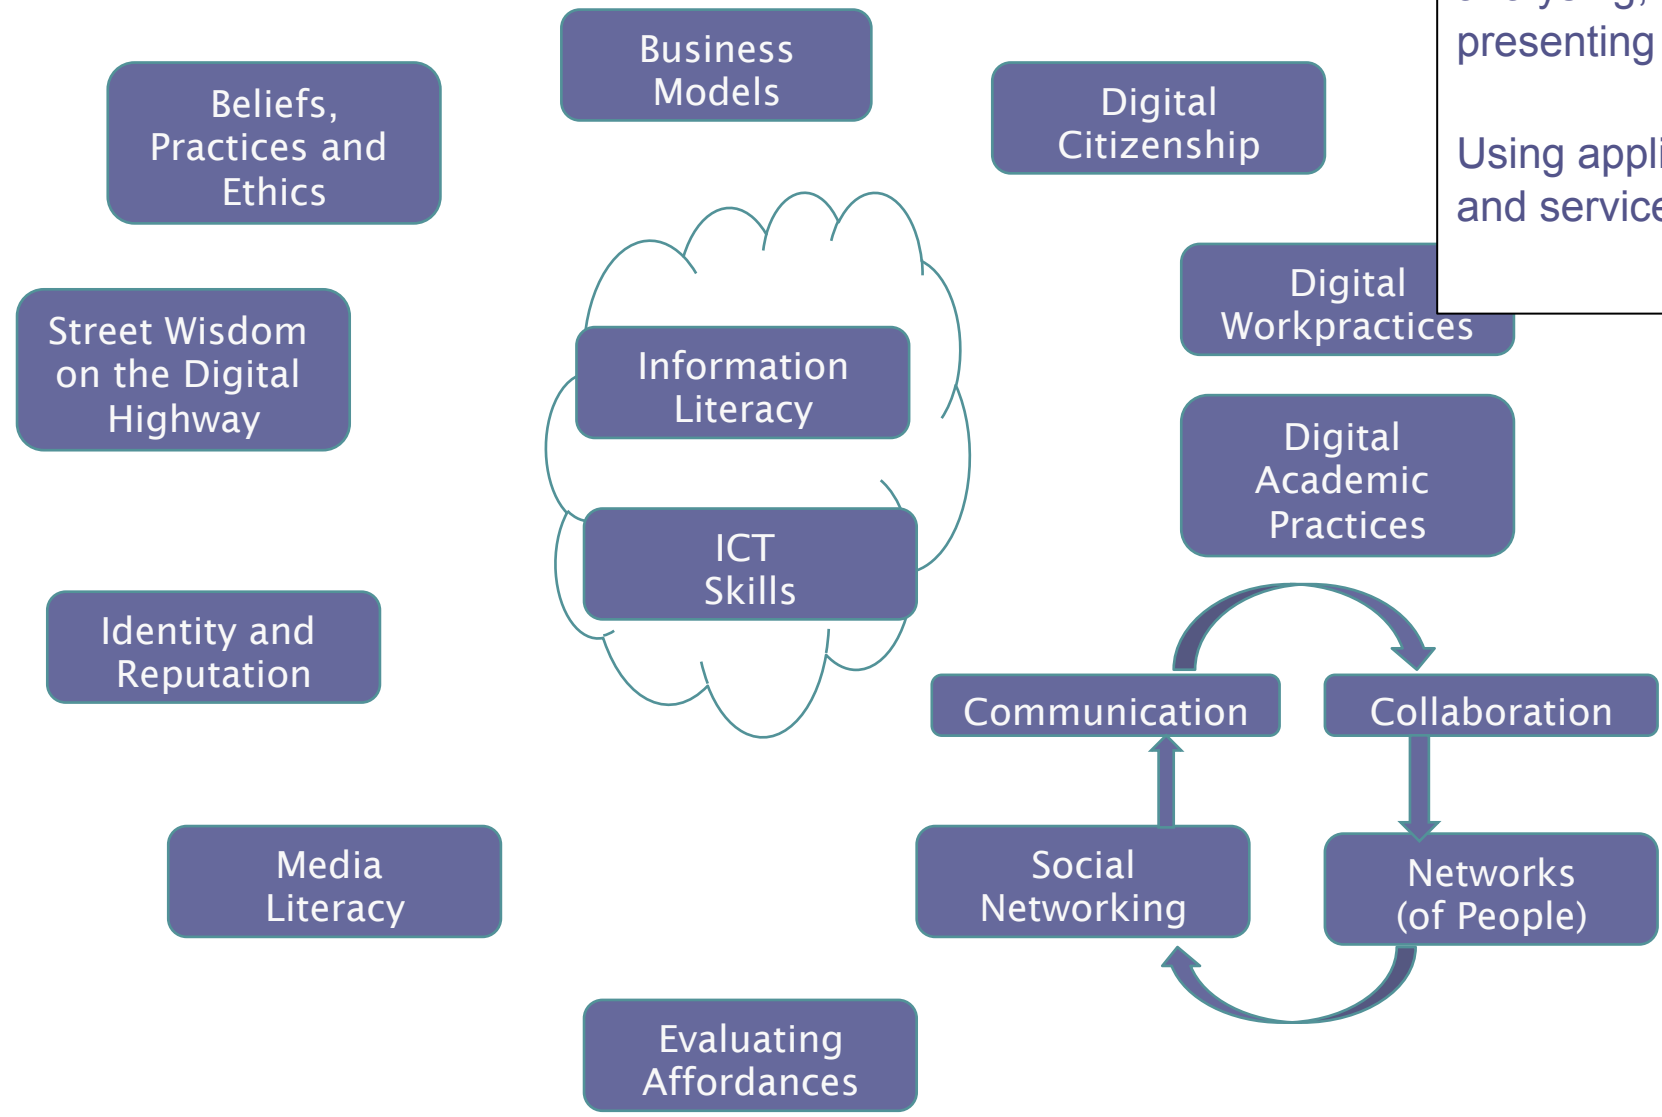 presenting
Using
and
Business
Models
Beliefs,
Practices and
Ethics
Digital
Citizenship
Digital
Workpractices
Street Wisdom
on the Digital
Highway
Information
Literacy
Digital
Academic
Practices
ICT
Skills
Identity and
Reputation
Communication
Collaboration
Media
Literacy
Social
Networking
Networks
(of People)
Evaluating
Affordances